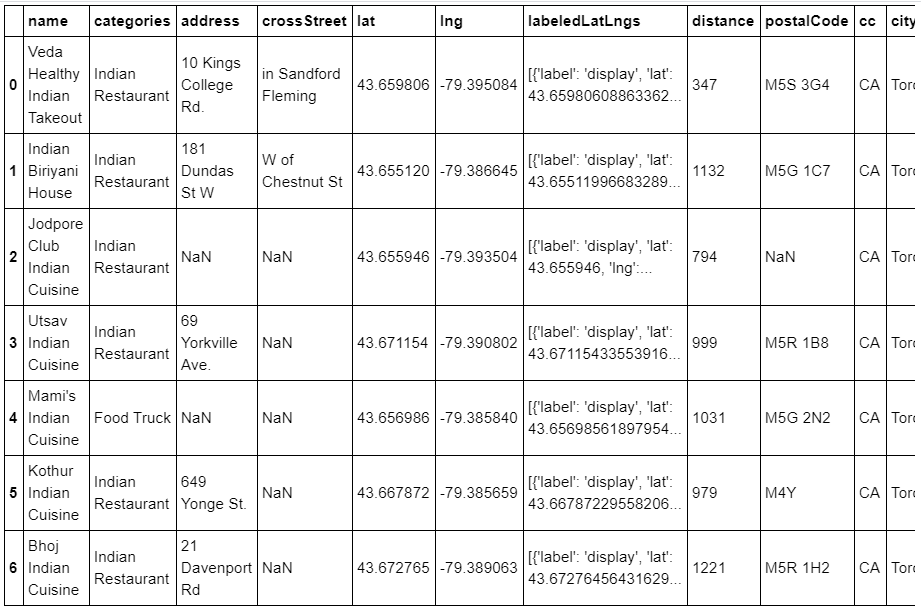 name categories address crossStreet lat lng labeledLatLngs distance postalCode cc city
0 Veda Healthy Indian Takeout Indian Restaurant 10 Kings College Rd. in Sandford Fleming 43.659806 -79.395084 [{'label': 'display', 'lat': 43.65980608863362... 347 M5S 3G4 CA Toro
1 Indian Biriyani House Indian Restaurant 181 Dundas St W W of Chestnut St 43.655120 -79.386645 [{'label': 'display', 'lat': 43.65511996683289... 1132 M5G 1C7 CA Toro
2 Jodpore Club Indian Cuisine Indian Restaurant NaN NaN 43.655946 -79.393504 [{'label': 'display', 'lat': 43.655946, 'lng':... 794 NaN CA Toro
3 Utsav Indian Cuisine Indian Restaurant 69 Yorkville Ave. NaN 43.671154 -79.390802 [{'label': 'display', 'lat': 43.67115433553916... 999 M5R 1B8 CA Toro
4 Mami's Indian Cuisine Food Truck NaN NaN 43.656986 -79.385840 [{'label': 'display', 'lat': 43.65698561897954... 1031 M5G 2N2 CA Toro
5 Kothur Indian Cuisine Indian Restaurant 649 Yonge St. NaN 43.667872 -79.385659 [{'label': 'display', 'lat': 43.66787229558206... 979 M4Y CA Toro
6 Bhoj Indian Cuisine Indian Restaurant 21 Davenport Rd NaN 43.672765 -79.389063 [{'label': 'display', 'lat': 43.67276456431629... 1221 M5R 1H2 CA Toro